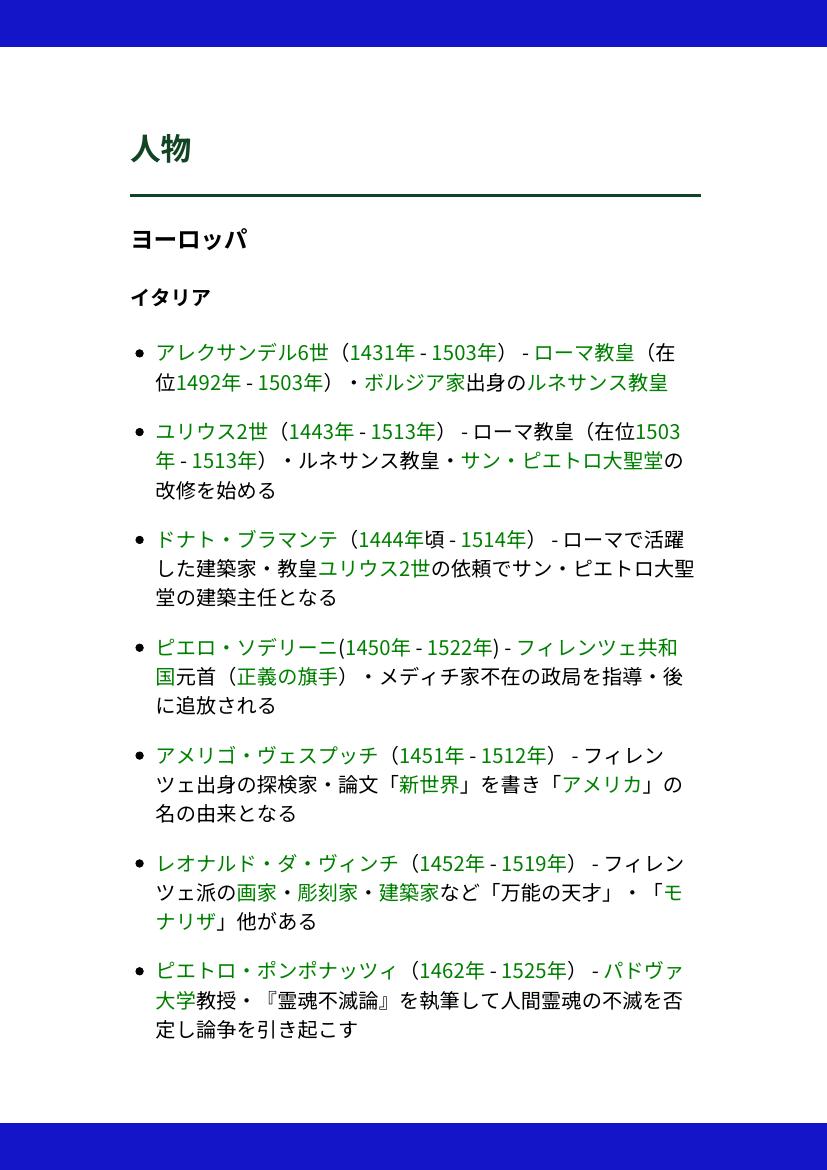 人物
ヨーロッパ
イタリア
アレクサンデル6世（1431年 - 1503年） - ローマ教皇（在
位1492年 - 1503年）・ボルジア家出身のルネサンス教皇
ユリウス2世（1443年 - 1513年） - ローマ教皇（在位1503
年 - 1513年）・ルネサンス教皇・サン・ピエトロ大聖堂の
改修を始める
ドナト・ブラマンテ（1444年頃 - 1514年） - ローマで活躍
した建築家・教皇ユリウス2世の依頼でサン・ピエトロ大聖
堂の建築主任となる
ピエロ・ソデリーニ(1450年 - 1522年) - フィレンツェ共和
国元首（正義の旗手）・メディチ家不在の政局を指導・後
に追放される
アメリゴ・ヴェスプッチ（1451年 - 1512年） - フィレン
ツェ出身の探検家・論文「新世界」を書き「アメリカ」の
名の由来となる
レオナルド・ダ・ヴィンチ（1452年 - 1519年） - フィレン
ツェ派の画家・彫刻家・建築家など「万能の天才」・「モ
ナリザ」他がある
ピエトロ・ポンポナッツィ（1462年 - 1525年） - パドヴァ
大学教授・『霊魂不滅論』を執筆して人間霊魂の不滅を否
定し論争を引き起こす